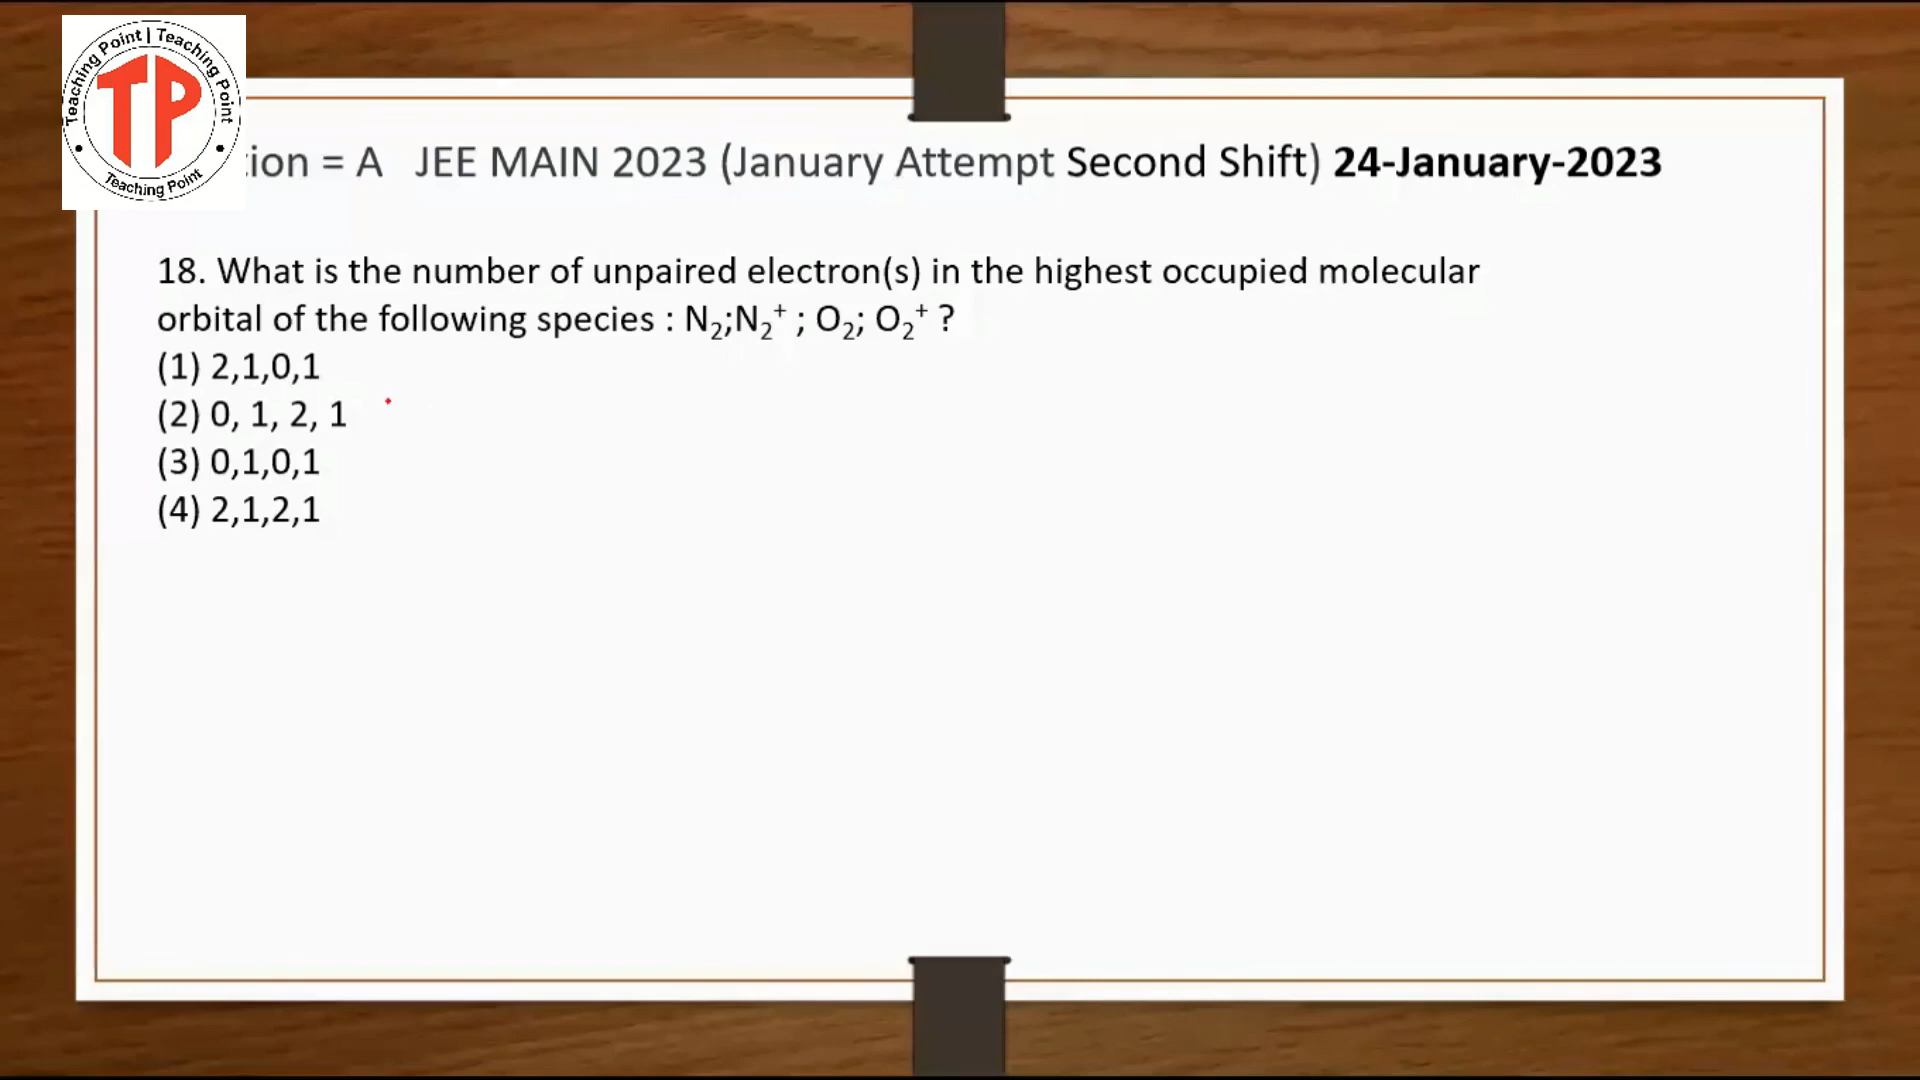 Teaching Point | Teaching Point
TP
Teaching Point
tion = A JEE MAIN 2023 (January Attempt Second Shift) 24-January-2023
18. What is the number of unpaired electron(s) in the highest occupied molecular
orbital of the following species : N₂;N₂⁺ ; O₂; O₂⁺ ?
(1) 2,1,0,1
(2) 0, 1, 2, 1
(3) 0,1,0,1
(4) 2,1,2,1